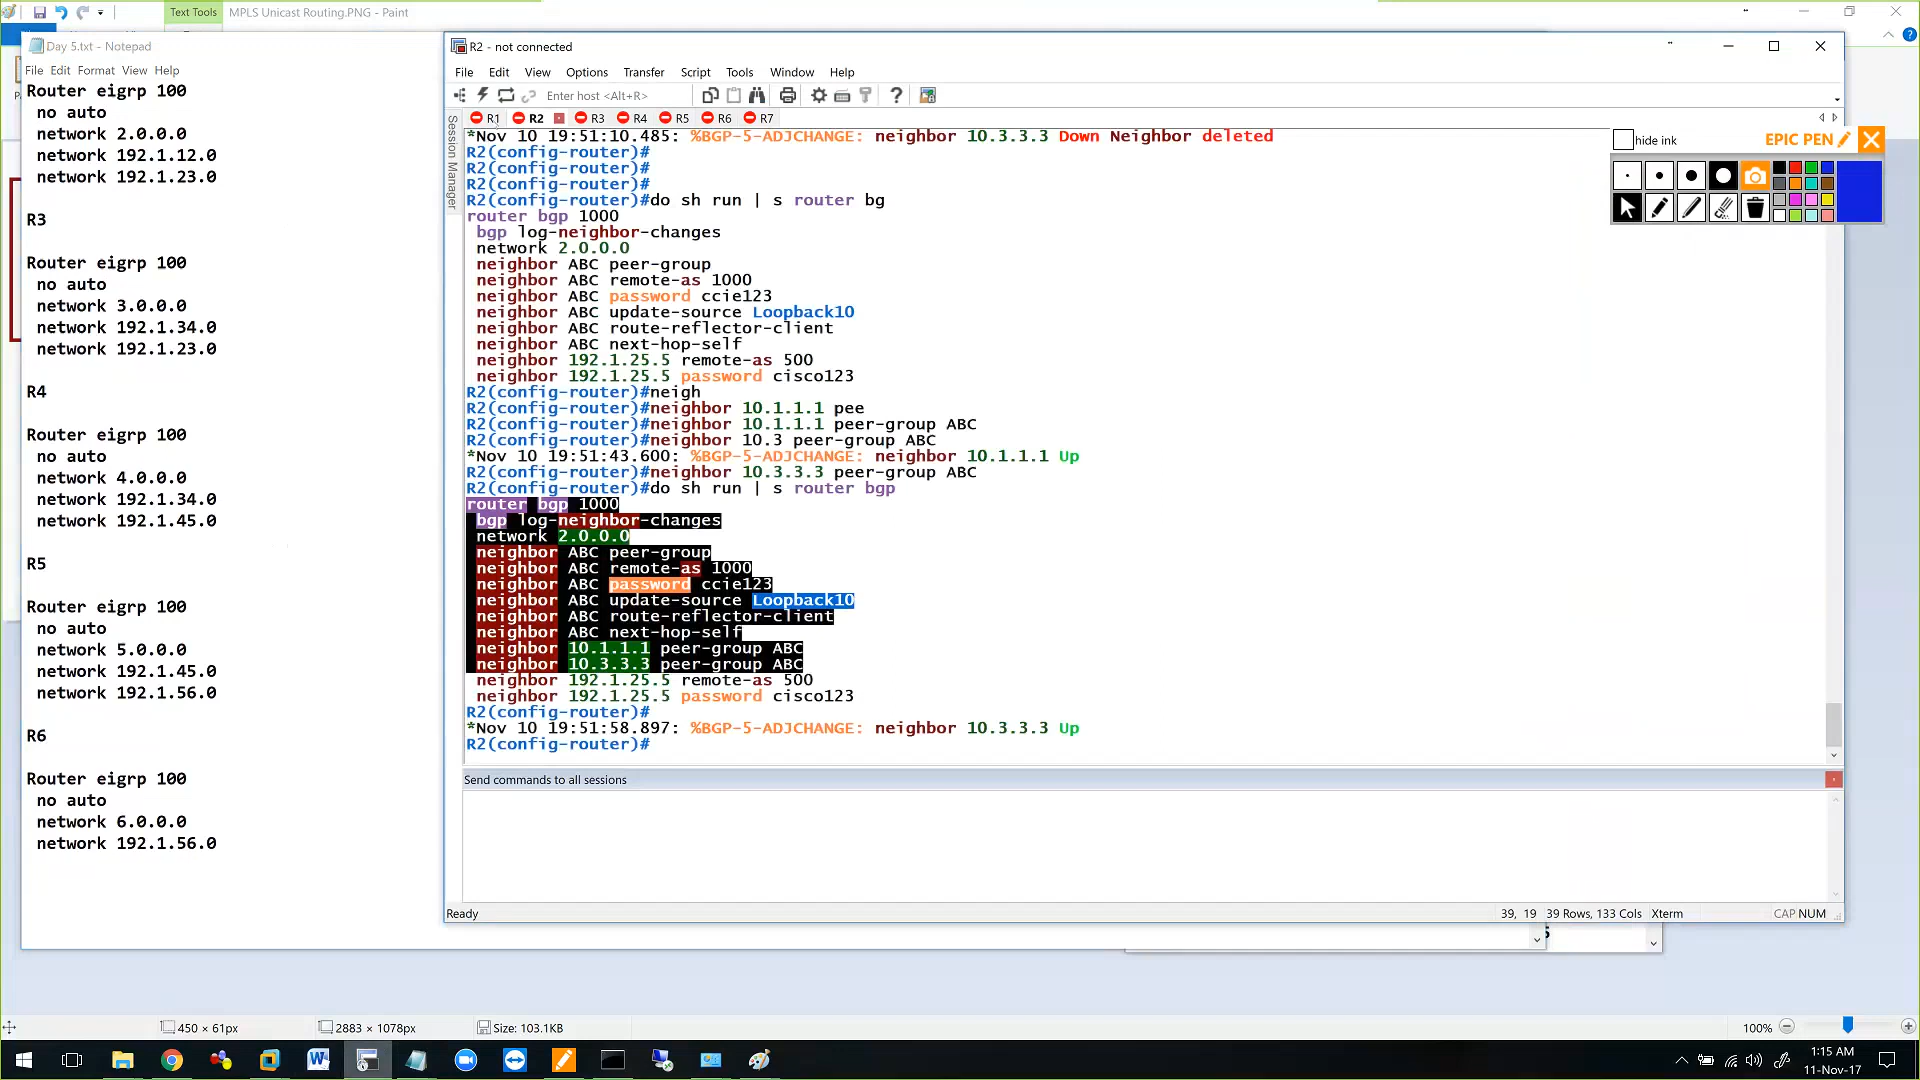 Text Tools
MPLS Unicast Routing.PNG - Paint
Day 5.txt - Notepad
File Edit Format View Help
Router eigrp 100
no auto
network 2.0.0.0
network 192.1.12.0
network 192.1.23.0
R3
Router eigrp 100
no auto
network 3.0.0.0
network 192.1.34.0
network 192.1.23.0
R4
Router eigrp 100
no auto
network 4.0.0.0
network 192.1.34.0
network 192.1.45.0
R5
Router eigrp 100
no auto
network 5.0.0.0
network 192.1.45.0
network 192.1.56.0
R6
Router eigrp 100
no auto
network 6.0.0.0
network 192.1.56.0
R2 - not connected
File Edit View Options Transfer Script Tools Window Help
Enter host <Alt+R>
R1 R2 R3 R4 R5 R6 R7
Session Manager
*Nov 10 19:51:10.485: %BGP-5-ADJCHANGE: neighbor 10.3.3.3 Down Neighbor deleted
R2(config-router)#
R2(config-router)#
R2(config-router)#
R2(config-router)#do sh run | s router bg
router bgp 1000
bgp log-neighbor-changes
network 2.0.0.0
neighbor ABC peer-group
neighbor ABC remote-as 1000
neighbor ABC password ccie123
neighbor ABC update-source Loopback10
neighbor ABC route-reflector-client
neighbor ABC next-hop-self
neighbor 192.1.25.5 remote-as 500
neighbor 192.1.25.5 password cisco123
R2(config-router)#neigh
R2(config-router)#neighbor 10.1.1.1 pee
R2(config-router)#neighbor 10.1.1.1 peer-group ABC
R2(config-router)#neighbor 10.3 peer-group ABC
*Nov 10 19:51:43.600: %BGP-5-ADJCHANGE: neighbor 10.1.1.1 Up
R2(config-router)#neighbor 10.3.3.3 peer-group ABC
R2(config-router)#do sh run | s router bgp
router bgp 1000
bgp log-neighbor-changes
network 2.0.0.0
neighbor ABC peer-group
neighbor ABC remote-as 1000
neighbor ABC password ccie123
neighbor ABC update-source Loopback10
neighbor ABC route-reflector-client
neighbor ABC next-hop-self
neighbor 10.1.1.1 peer-group ABC
neighbor 10.3.3.3 peer-group ABC
neighbor 192.1.25.5 remote-as 500
neighbor 192.1.25.5 password cisco123
R2(config-router)#
*Nov 10 19:51:58.897: %BGP-5-ADJCHANGE: neighbor 10.3.3.3 Up
R2(config-router)#
Send commands to all sessions
Ready
39, 19 39 Rows, 133 Cols Xterm CAP NUM
hide ink
EPIC PEN
450 × 61px
2883 × 1078px
Size: 103.1KB
100%
1:15 AM
11-Nov-17